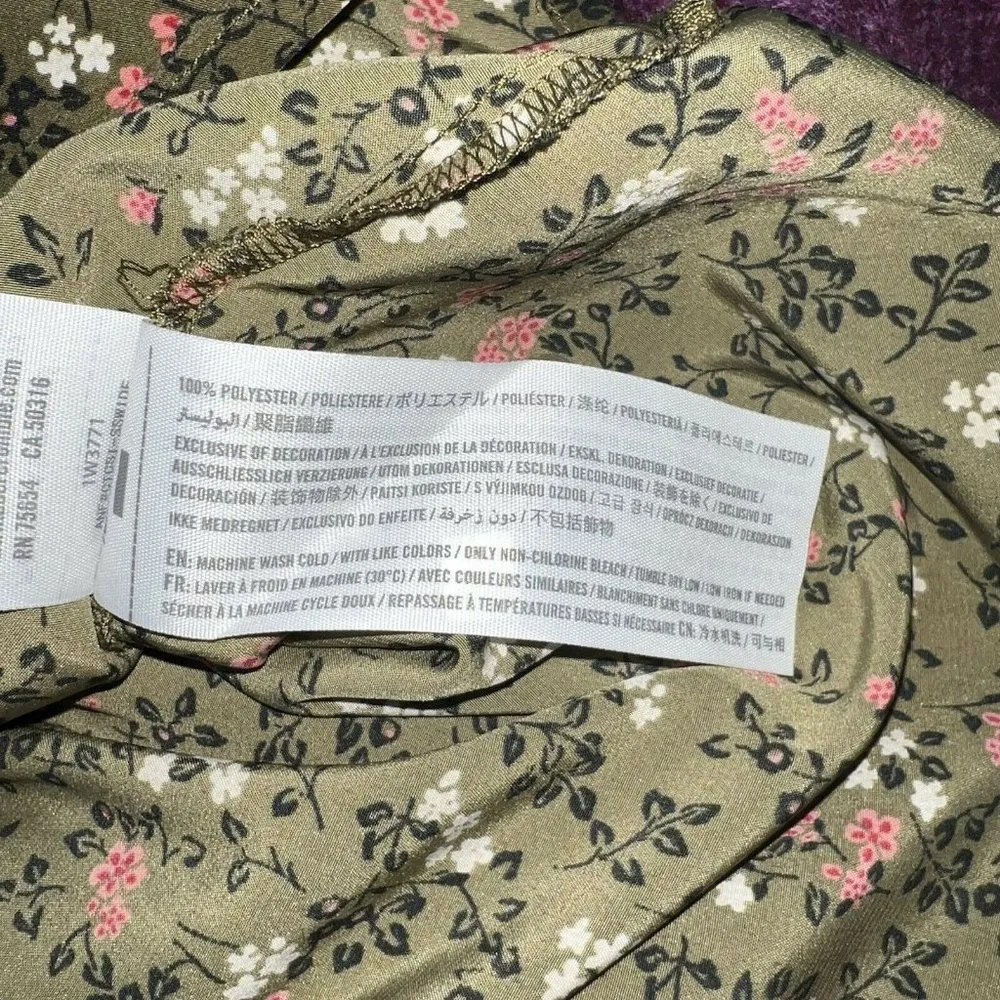 RN 75654 CA 50316
1W3771
100% POLYESTER / POLIESTERE / ポリエステル / POLIÉSTER / 涤纶 / POLYESTERIÄ / 폴리에스테르 / POLIESTER /
البوليستر / 聚脂纖維
EXCLUSIVE OF DECORATION / À L'EXCLUSION DE LA DÉCORATION / EKSKL. DEKORATION / EXCLUSIEF DECORATIE /
AUSSCHLIESSLICH VERZIERUNG / UTOM DEKORATIONEN / ESCLUSA DECORAZIONE / 装飾を除く / EXCLUSIVO DE
DECORACIÓN / 装饰物除外 / PAITSI KORISTE / S VÝJIMKOU OZDOB / 고급 장식 / OPRÓCZ DEKORACJI / DEKORASJON
IKKE MEDREGNET / EXCLUSIVO DO ENFEITE / دون زخرفة / 不包括飾物
EN: MACHINE WASH COLD / WITH LIKE COLORS / ONLY NON-CHLORINE BLEACH / TUMBLE DRY LOW / LOW IRON IF NEEDED
FR: LAVER À FROID EN MACHINE (30°C) / AVEC COULEURS SIMILAIRES / BLANCHIMENT SANS CHLORE UNIQUEMENT /
SÉCHER À LA MACHINE CYCLE DOUX / REPASSAGE À TEMPÉRATURES BASSES SI NÉCESSAIRE CN: 冷水机洗 / 可与相